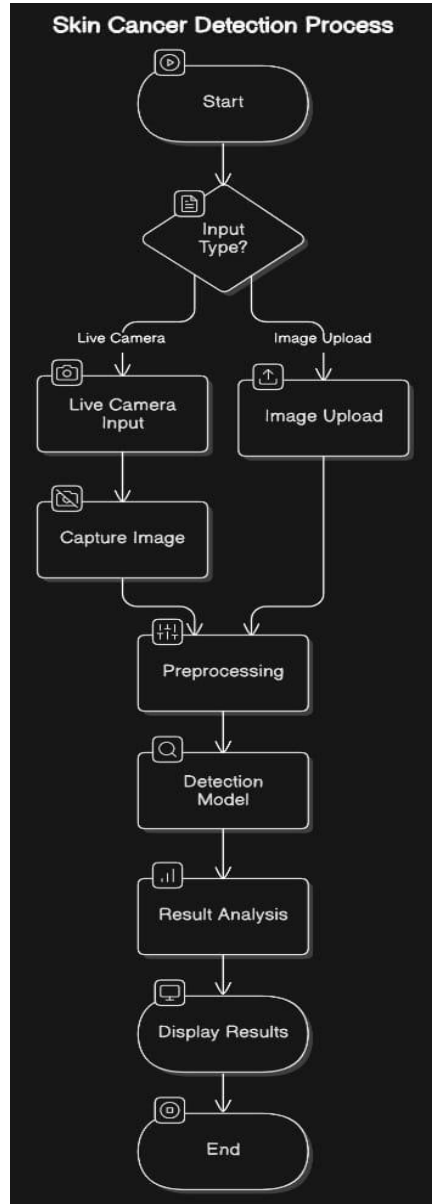 Skin Cancer Detection Process
Start
Input
Type?
Live Camera
Image Upload
Live Camera
Input
Image Upload
Capture Image
Preprocessing
Detection
Model
Result Analysis
Display Results
End